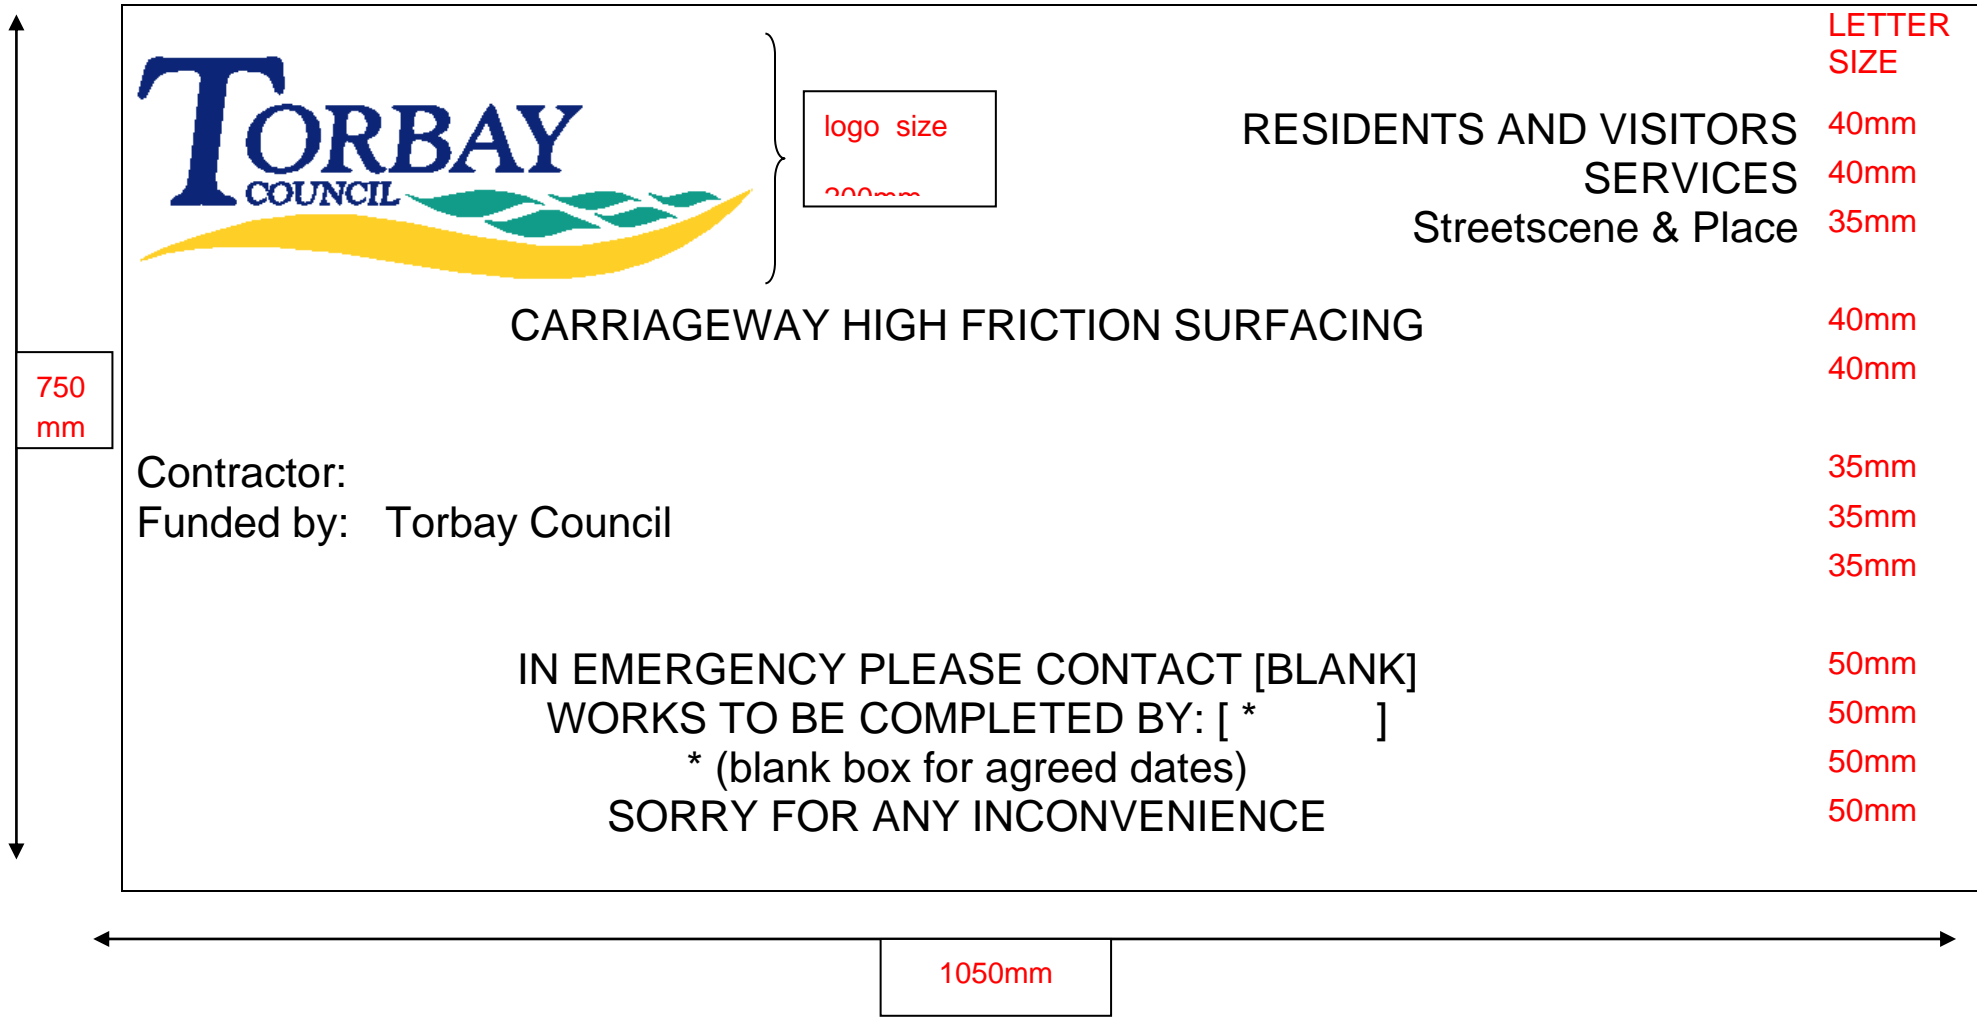 LETTER
SIZE
TORBAY
COUNCIL
logo size
RESIDENTS AND VISITORS 40mm
SERVICES 40mm
Streetscene & Place 35mm
CARRIAGEWAY HIGH FRICTION SURFACING 40mm
40mm
750
mm
Contractor: 35mm
Funded by: Torbay Council 35mm
35mm
IN EMERGENCY PLEASE CONTACT [BLANK] 50mm
WORKS TO BE COMPLETED BY: [ * ] 50mm
* (blank box for agreed dates) 50mm
SORRY FOR ANY INCONVENIENCE 50mm
1050mm